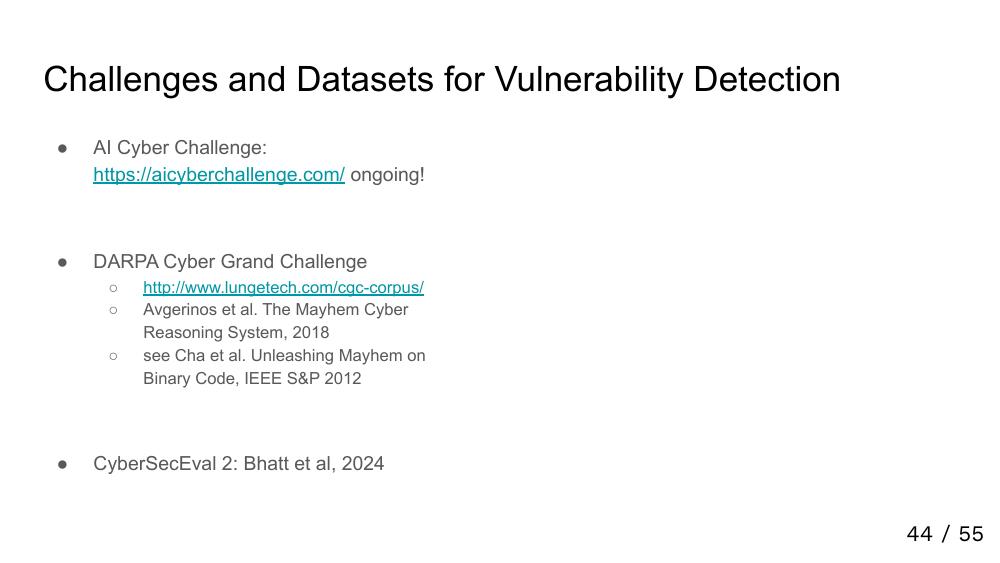 Challenges and Datasets for Vulnerability Detection
● AI Cyber Challenge:
https://aicyberchallenge.com/ ongoing!
● DARPA Cyber Grand Challenge
○ http://www.lungetech.com/cgc-corpus/
○ Avgerinos et al. The Mayhem Cyber
Reasoning System, 2018
○ see Cha et al. Unleashing Mayhem on
Binary Code, IEEE S&P 2012
● CyberSecEval 2: Bhatt et al, 2024
44 / 55